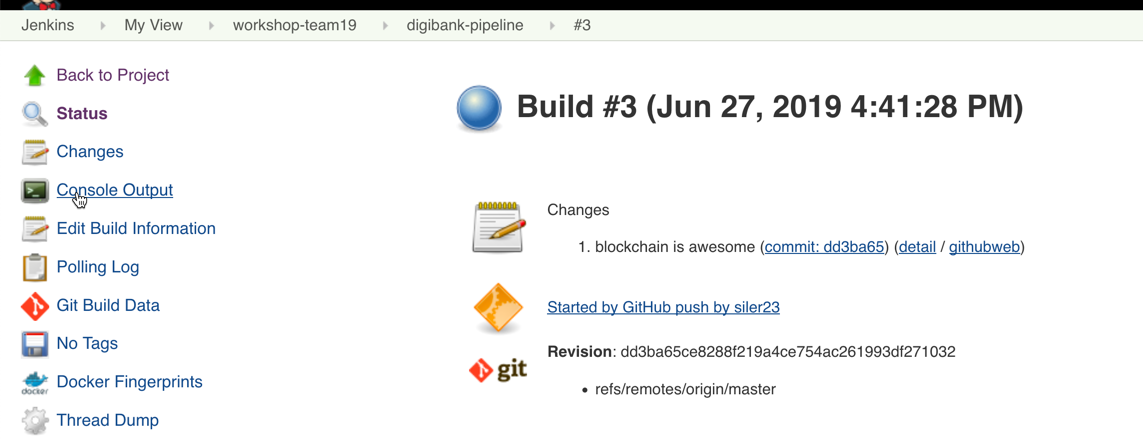 Jenkins My View workshop-team19 digibank-pipeline #3
Back to Project
Status
Changes
Console Output
Edit Build Information
Polling Log
Git Build Data
No Tags
docker Docker Fingerprints
Thread Dump
Build #3 (Jun 27, 2019 4:41:28 PM)
Changes
1. blockchain is awesome (commit: dd3ba65) (detail / githubweb)
Started by GitHub push by siler23
git Revision: dd3ba65ce8288f219a4ce754ac261993df271032
• refs/remotes/origin/master